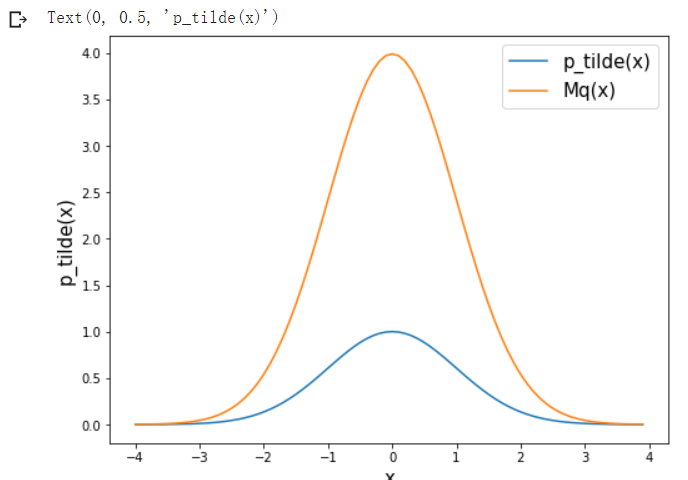 Text(0, 0.5, 'p_tilde(x)')
4.0
3.5
3.0
2.5
2.0
1.5
1.0
0.5
0.0
p_tilde(x)
p_tilde(x)
Mq(x)
−4 −3 −2 −1 0 1 2 3 4
x